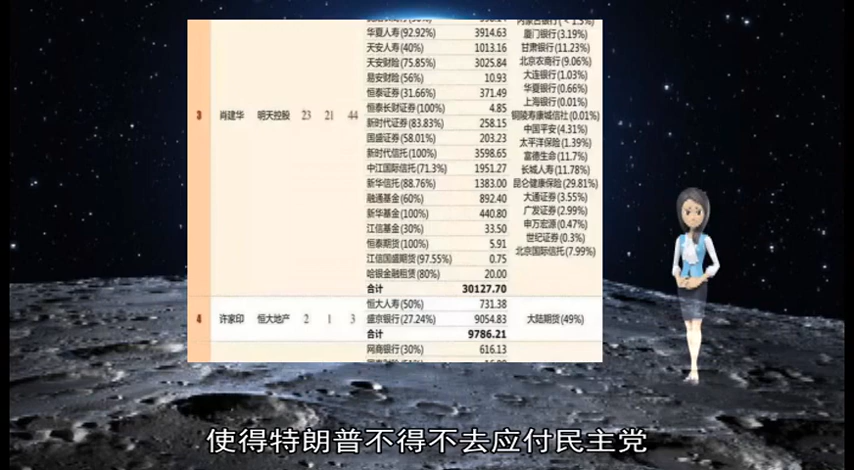 华夏人寿(92.92%) 3914.63 厦门银行(3.19%)
天安人寿(40%) 1013.16 甘肃银行(11.23%)
天安财险(75.85%) 3025.84 北京农商行(9.06%)
易安财险(56%) 10.93 大连银行(1.03%)
恒泰证券(31.66%) 371.49 华夏银行(0.66%)
恒泰长财证券(100%) 4.85 上海银行(0.01%)
3 肖建华 明天控股 23 21 44 新时代证券(83.83%) 258.15 铜陵寿康城信社(0.01%)
国盛证券(58.01%) 203.23 中国平安(4.31%)
新时代信托(100%) 3598.65 太平洋保险(1.39%)
中江国际信托(71.3%) 1951.27 富德生命(11.7%)
新华信托(88.76%) 1383.00 长城人寿(11.78%)
融通基金(60%) 892.40 昆仑健康保险(29.81%)
新华基金(100%) 440.80 大通证券(3.55%)
江信基金(30%) 33.50 广发证券(2.99%)
恒泰期货(100%) 5.91 申万宏源(0.47%)
江信国盛期货(97.55%) 0.75 世纪证券(0.3%)
哈银金融租赁(80%) 20.00 北京国际信托(7.99%)
合计 30127.70
恒大人寿(50%) 731.38
4 许家印 恒大地产 2 1 3 盛京银行(27.24%) 9054.83 大陆期货(49%)
合计 9786.21
网商银行(30%) 616.13
使得特朗普不得不去应付民主党